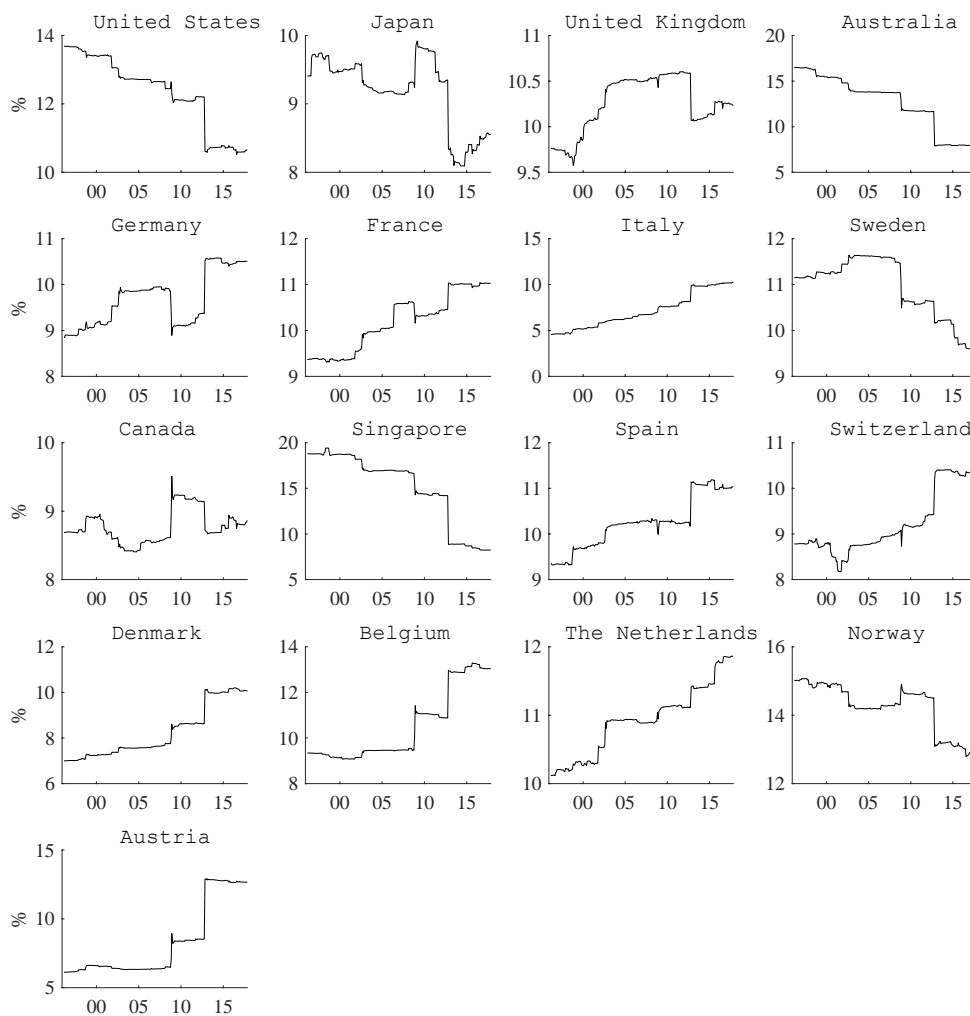 United States Japan United Kingdom Australia
14 10 11 20
10.5 15
% 12 9
10 10
10 8 9.5 5
00 05 10 15 00 05 10 15 00 05 10 15 00 05 10 15
Germany France Italy Sweden
11 12 15 12
% 10 11 10 11
9 10 5 10
8 9 0 9
00 05 10 15 00 05 10 15 00 05 10 15 00 05 10 15
Canada Singapore Spain Switzerland
10 20 12 11
15 11 10
% 9
10 10 9
8 5 9 8
00 05 10 15 00 05 10 15 00 05 10 15 00 05 10 15
Denmark Belgium The Netherlands Norway
12 14 12 16
% 10 12
11 14
8 10
6 8 10 12
00 05 10 15 00 05 10 15 00 05 10 15 00 05 10 15
Austria
15
% 10
5
00 05 10 15